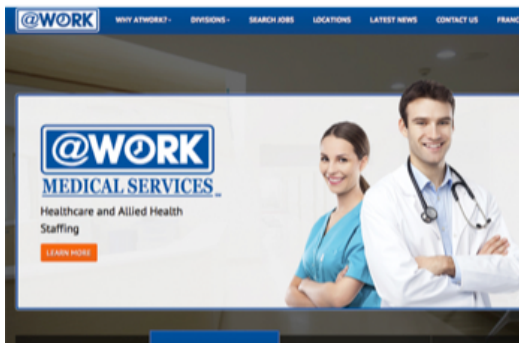 @WORK
WHY ATWORK?
DIVISIONS
SEARCH JOBS
LOCATIONS
LATEST NEWS
CONTACT US
FRANC
@WORK
MEDICAL SERVICES
Healthcare and Allied Health
Staffing
LEARN MORE